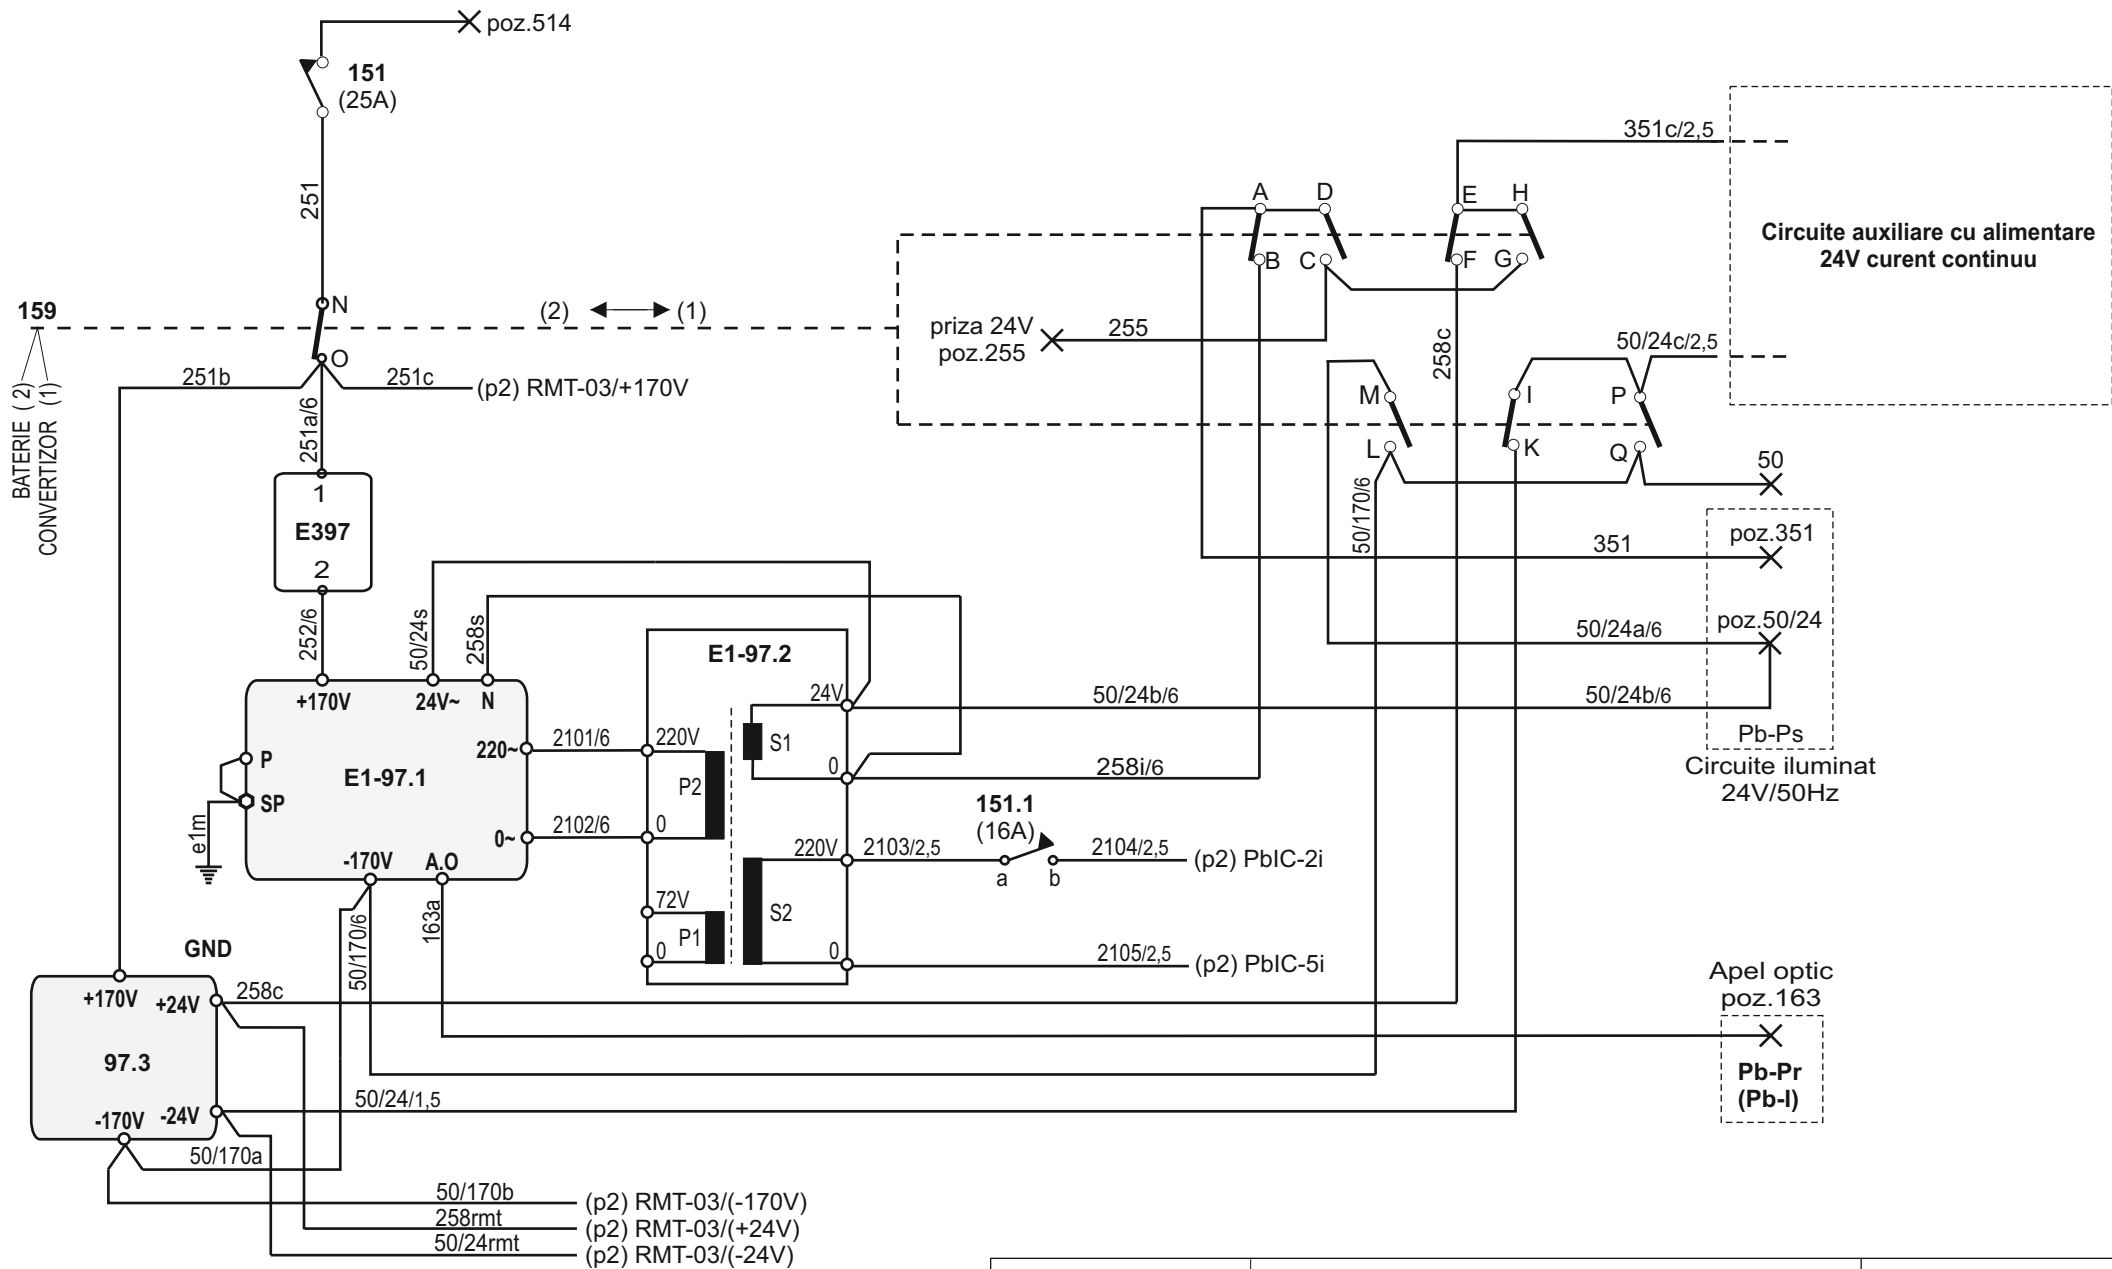 poz.514
151
(25A)
251
N
O
159
BATERIE (2)
CONVERTIZOR (1)
(2)
(1)
251b
251c
(p2) RMT-03/+170V
251a/6
1
E397
2
252/6
50/24s
258s
+170V
24V~
N
220~
P
E1-97.1
SP
0~
-170V
A.O
e1m
2101/6
2102/6
E1-97.2
24V
S1
0
220V
P2
0
220V
72V
P1
0
S2
0
2103/2,5
151.1
(16A)
a
b
2104/2,5
(p2) PbIC-2i
2105/2,5
(p2) PbIC-5i
50/24b/6
50/24b/6
258i/6
351c/2,5
A
D
E
H
B
C
F
G
priza 24V
poz.255
255
258c
50/24c/2,5
M
I
P
L
K
Q
50
50/170/6
Circuite auxiliare cu alimentare
24V curent continuu
351
poz.351
50/24a/6
poz.50/24
Pb-Ps
Circuite iluminat
24V/50Hz
GND
50/170/6
163a
+170V
+24V
258c
97.3
-170V
-24V
50/24/1,5
50/170a
Apel optic
poz.163
Pb-Pr
(Pb-I)
50/170b
(p2) RMT-03/(-170V)
258rmt
(p2) RMT-03/(+24V)
50/24rmt
(p2) RMT-03/(-24V)